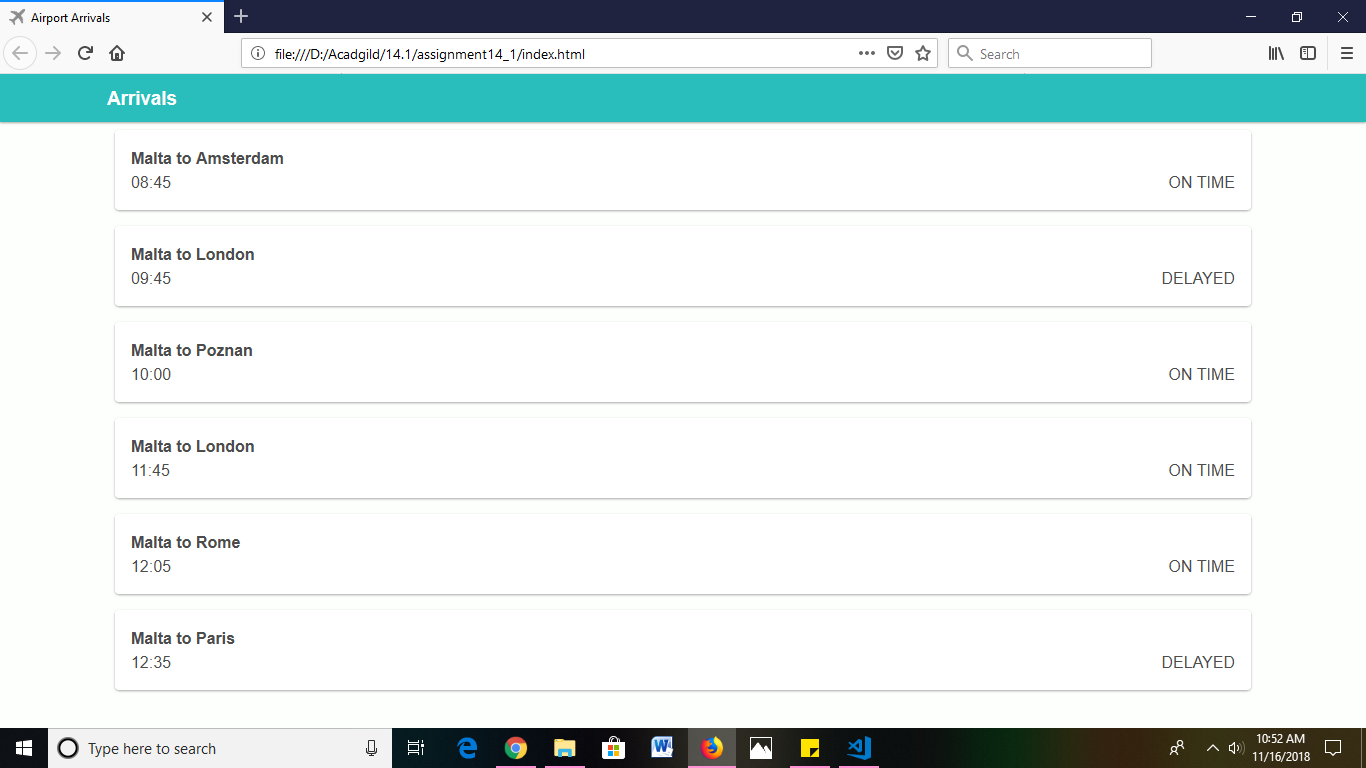 Airport Arrivals
file:///D:/Acadgild/14.1/assignment14_1/index.html
Search
Arrivals
Malta to Amsterdam
08:45
ON TIME
Malta to London
09:45
DELAYED
Malta to Poznan
10:00
ON TIME
Malta to London
11:45
ON TIME
Malta to Rome
12:05
ON TIME
Malta to Paris
12:35
DELAYED
Type here to search
10:52 AM
11/16/2018